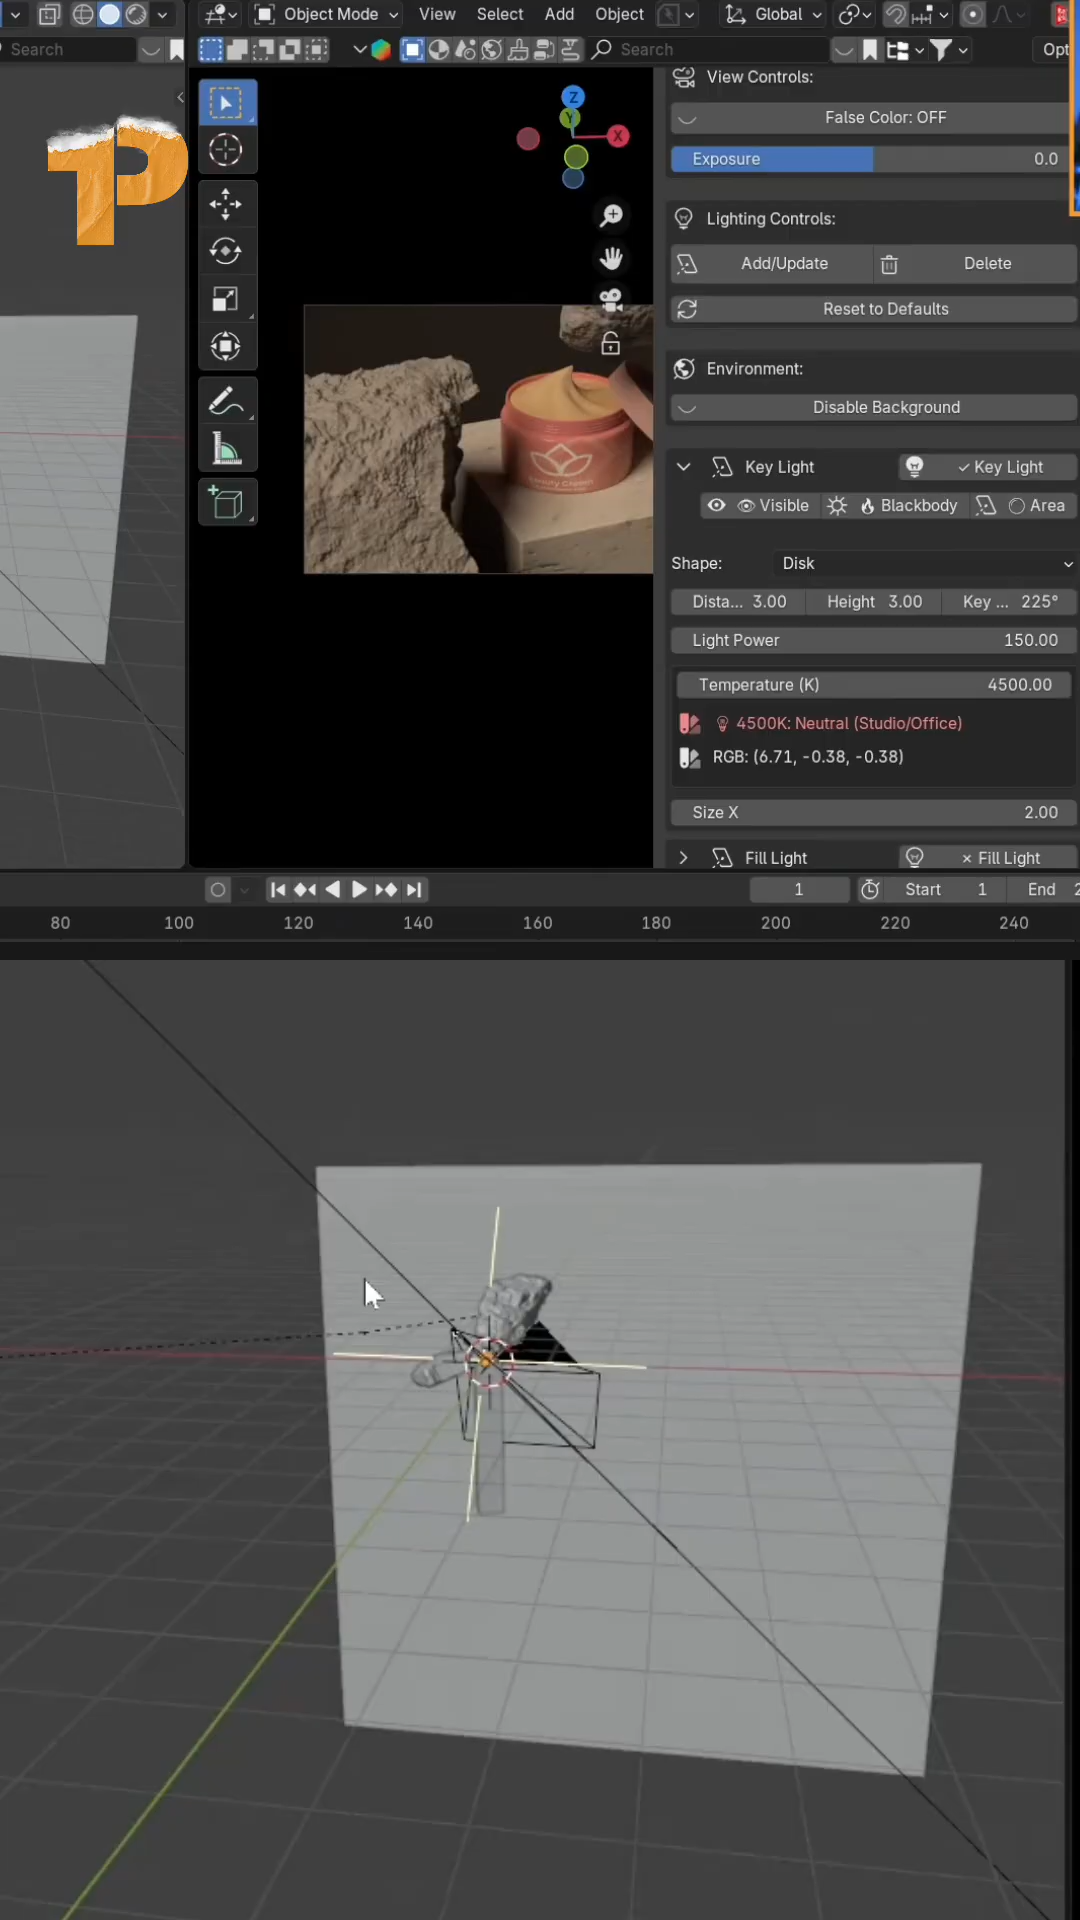 Object Mode View Select Add Object Global
Search Search Opt
TP
Z
Y
X
View Controls:
False Color: OFF
Exposure 0.0
Lighting Controls:
Add/Update Delete
Reset to Defaults
Environment:
Disable Background
Key Light ✓ Key Light
Visible Blackbody Area
Shape: Disk
Dista... 3.00 Height 3.00 Key ... 225°
Light Power 150.00
Temperature (K) 4500.00
4500K: Neutral (Studio/Office)
RGB: (6.71, -0.38, -0.38)
Size X 2.00
Fill Light × Fill Light
Beauty Cream
1 Start 1 End 2
80 100 120 140 160 180 200 220 240